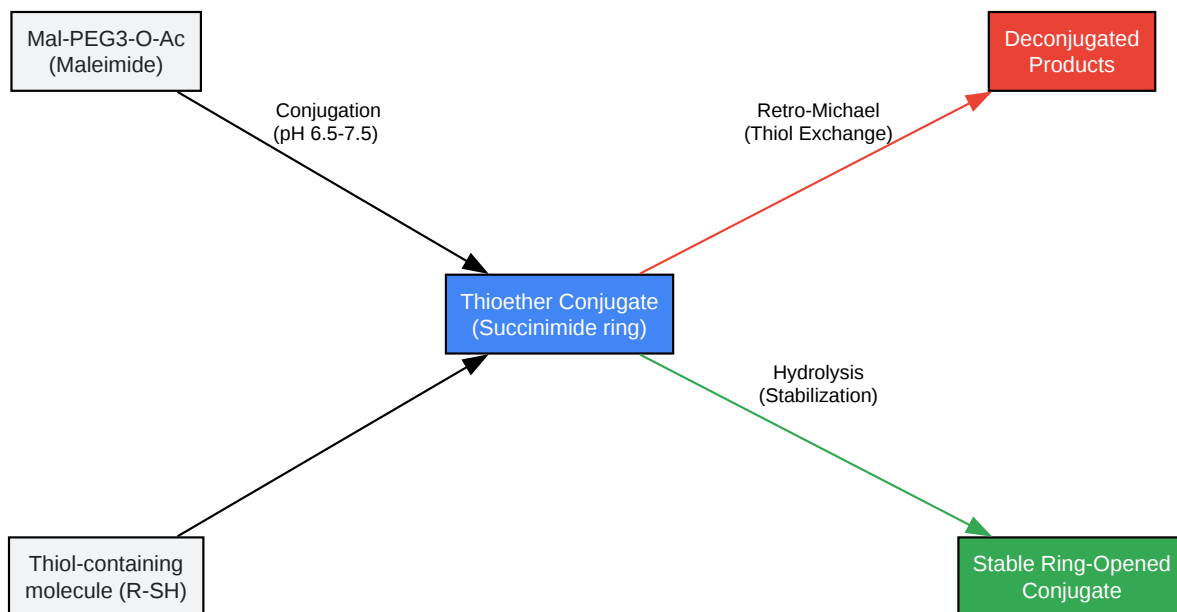 Mal-PEG3-O-Ac
(Maleimide)
Deconjugated
Products
Conjugation
(pH 6.5-7.5)
Retro-Michael
(Thiol Exchange)
Thioether Conjugate
(Succinimide ring)
Hydrolysis
(Stabilization)
Thiol-containing
molecule (R-SH)
Stable Ring-Opened
Conjugate